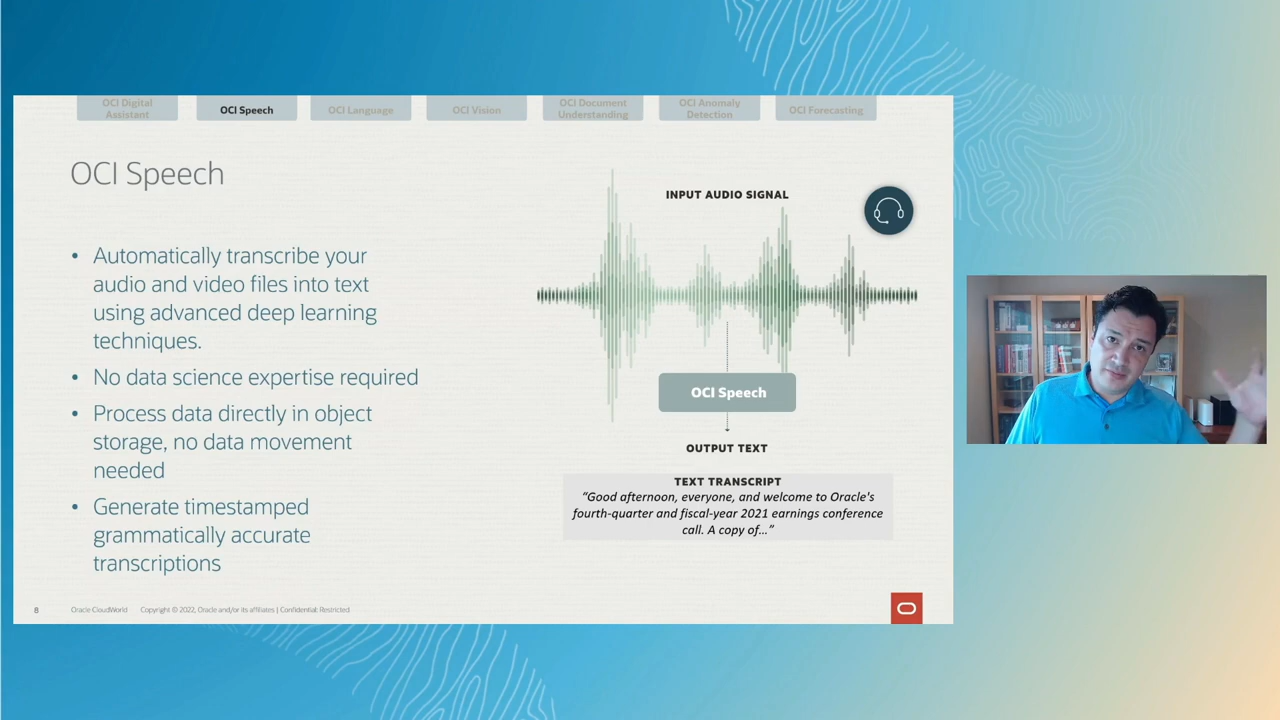 OCI Digital
Assistant
OCI Speech
OCI Language
OCI Vision
OCI Document
Understanding
OCI Anomaly
Detection
OCI Forecasting
OCI Speech
• Automatically transcribe your
audio and video files into text
using advanced deep learning
techniques.
• No data science expertise required
• Process data directly in object
storage, no data movement
needed
• Generate timestamped
grammatically accurate
transcriptions
INPUT AUDIO SIGNAL
OCI Speech
OUTPUT TEXT
TEXT TRANSCRIPT
“Good afternoon, everyone, and welcome to Oracle's
fourth-quarter and fiscal-year 2021 earnings conference
call. A copy of...”
8 Oracle CloudWorld Copyright © 2022, Oracle and/or its affiliates | Confidential: Restricted